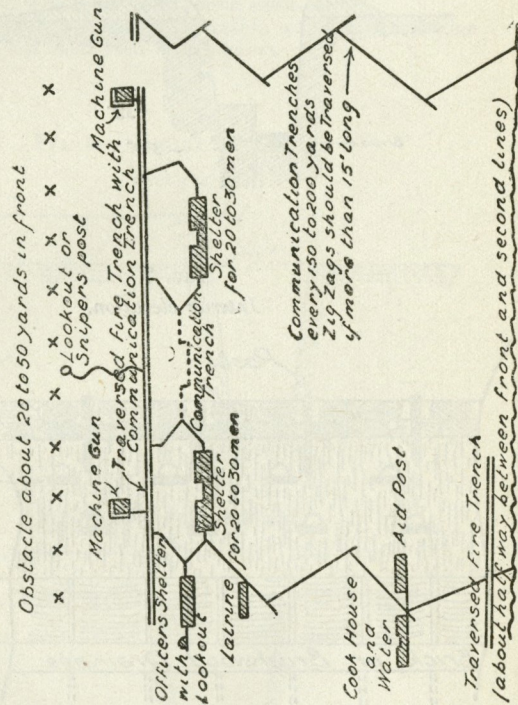 Obstacle about 20 to 50 yards in front
Machine Gun
Lookout or
Snipers post
Machine Gun
Traversed Fire Trench with
Communication Trench
Officers Shelter
with
Lookout
Latrine
Shelter
for 20 to 30 men
Communication
Trench
Shelter
for 20 to 30 men
Communication Trenches
every 150 to 200 yards
Zig Zags should be Traversed
if more than 15' long
Cook House
and
Water
Aid Post
Traversed Fire Trench
(about halfway between front and second lines)